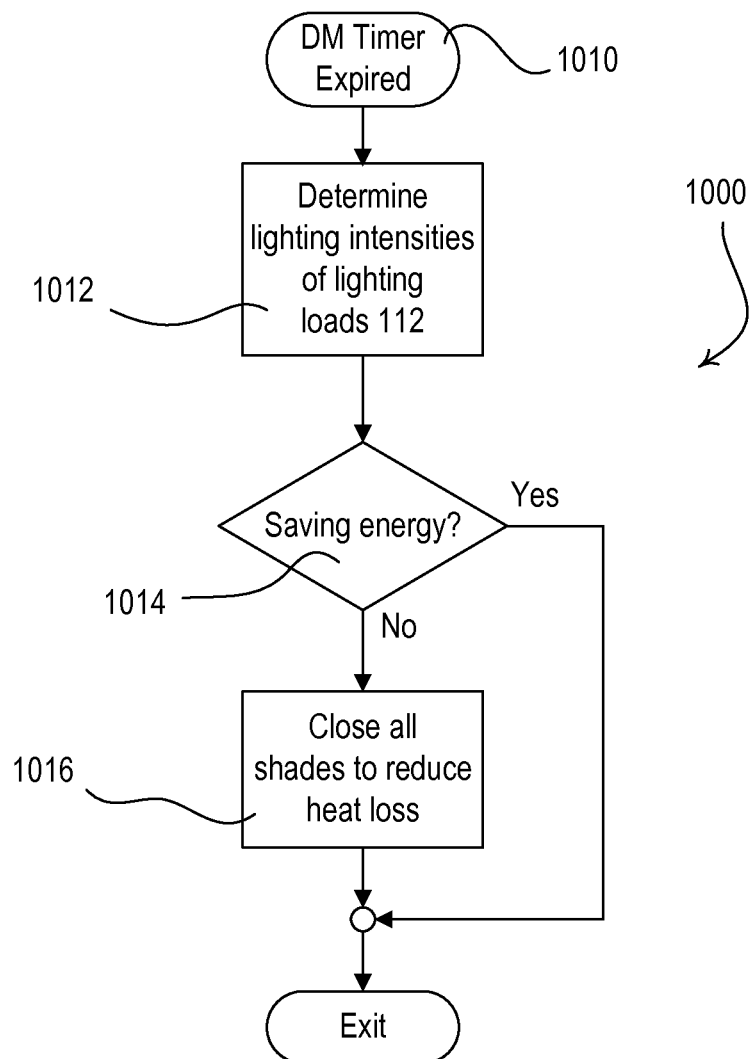 DM Timer
Expired
1010
Determine
lighting intensities
of lighting
loads 112
1000
1012
Saving energy?
Yes
1014
No
Close all
shades to reduce
heat loss
1016
Exit